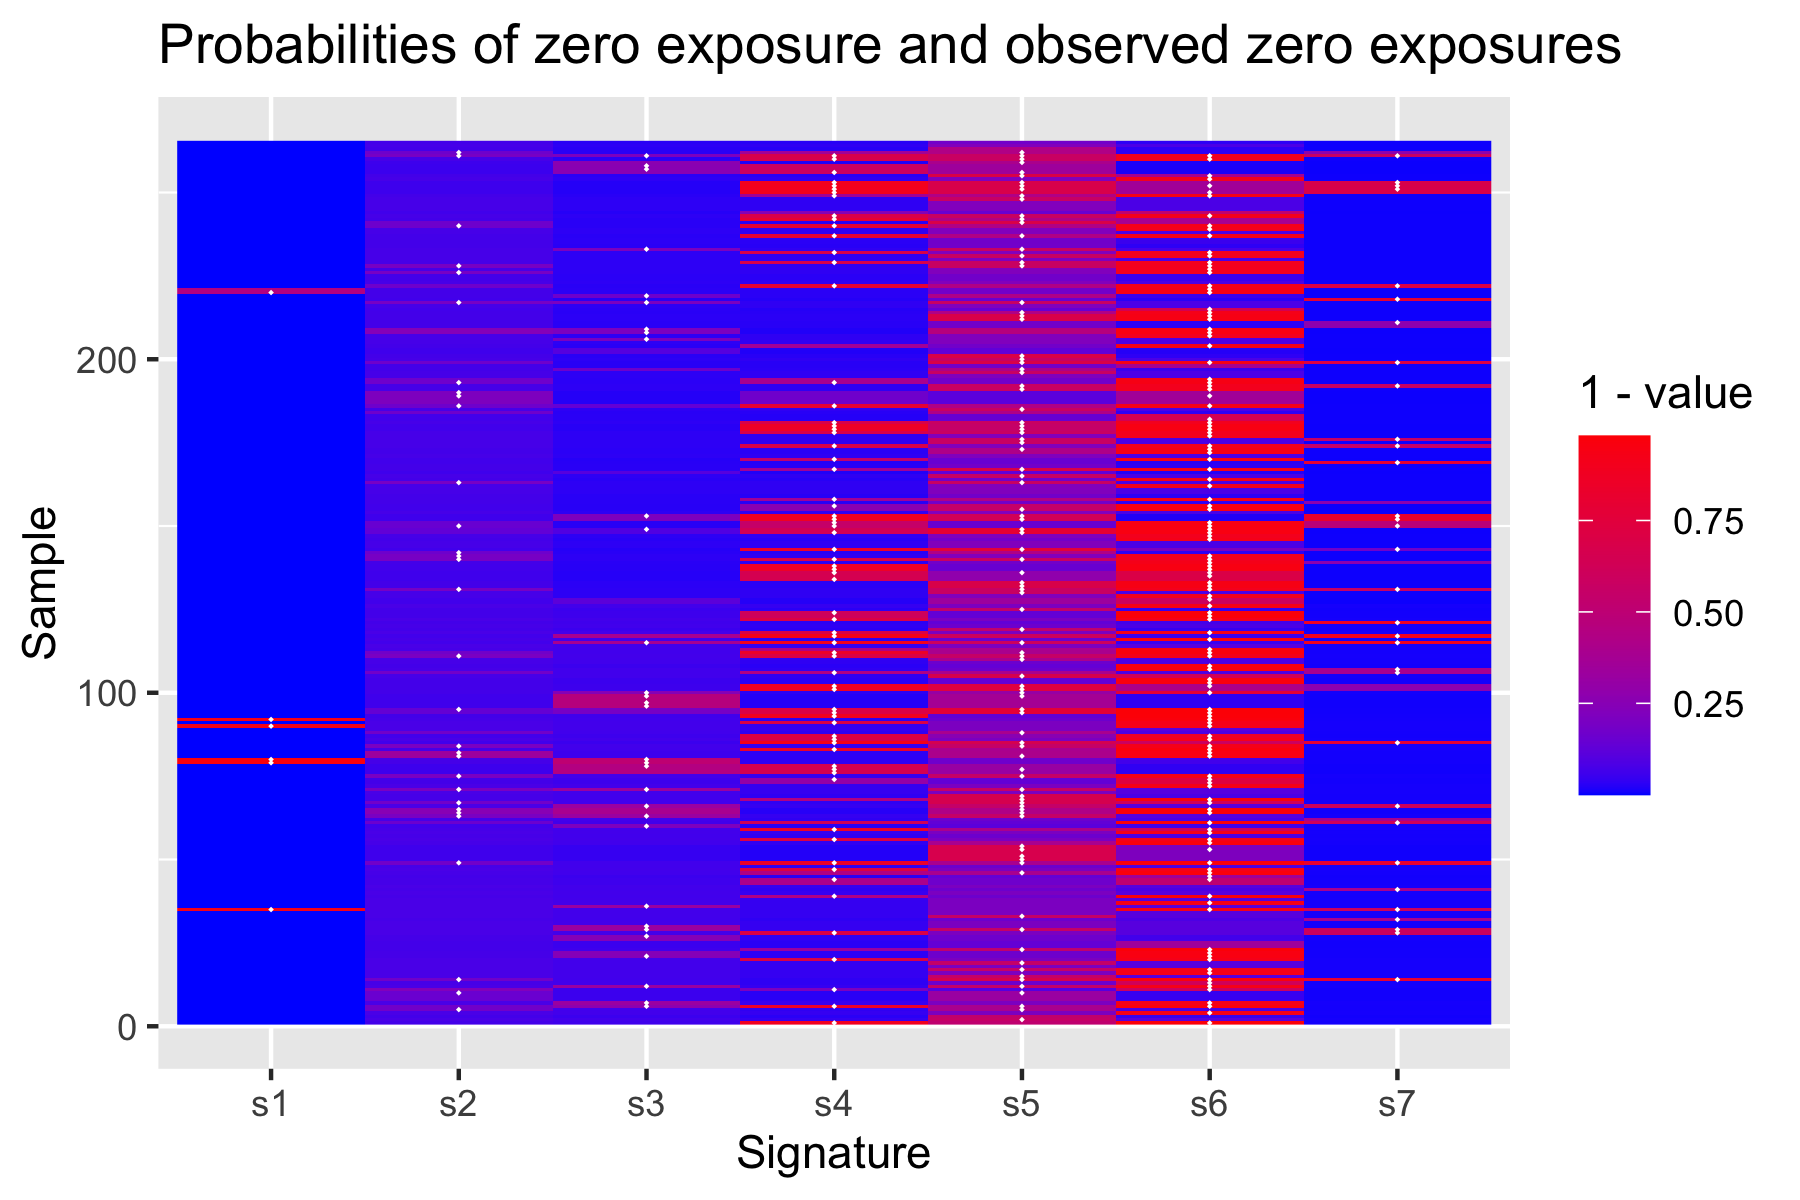 Probabilities of zero exposure and observed zero exposures
Sample
200
100
0
s1 s2 s3 s4 s5 s6 s7
Signature
1 - value
0.75
0.50
0.25